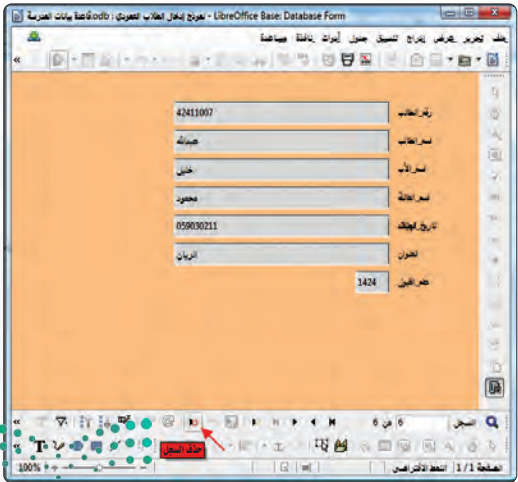 قاعدة بيانات المدرسة.odb : نموذج إدخال الطلاب العمودي - LibreOffice Base: Database Form
ملف تحرير عرض إدراج تنسيق جدول أدوات نافذة مساعدة
رقم الطالب 42411007
اسم الطالب عبدالله
اسم الأب خليل
اسم العائلة محمود
تاريخ الميلاد 059030211
العنوان الريان
عام القبول 1424
السجل 6 من 6
حذف السجل
الصفحة 1 / 1 النمط الافتراضي 100%